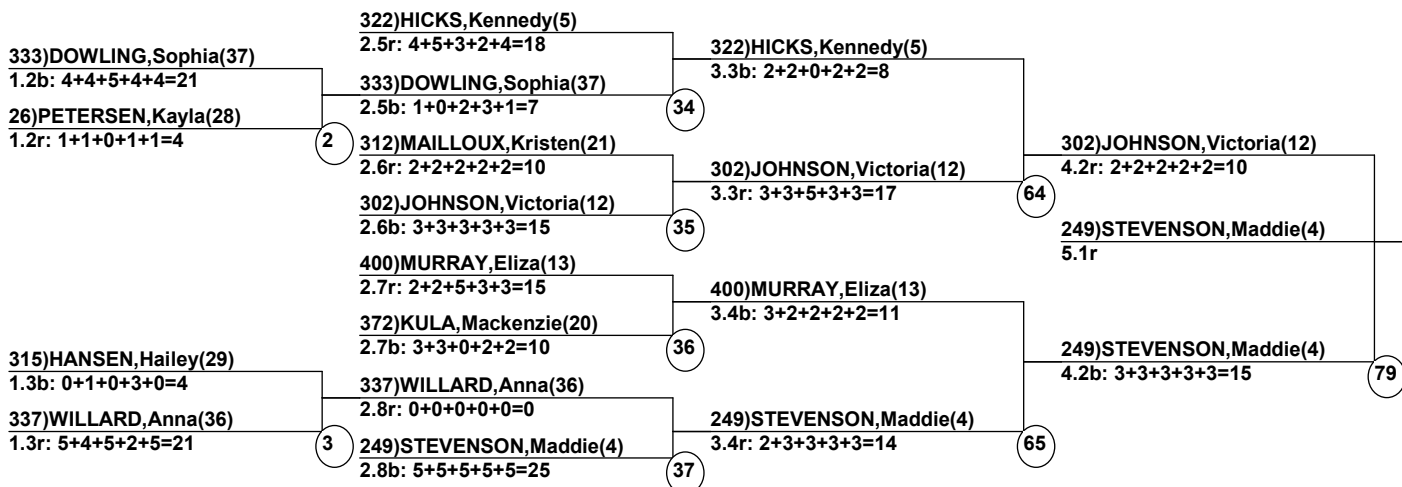 333)DOWLING,Sophia(37)
1.2b: 4+4+5+4+4=21
26)PETERSEN,Kayla(28)
1.2r: 1+1+0+1+1=4
2
315)HANSEN,Hailey(29)
1.3b: 0+1+0+3+0=4
337)WILLARD,Anna(36)
1.3r: 5+4+5+2+5=21
3
322)HICKS,Kennedy(5)
2.5r: 4+5+3+2+4=18
333)DOWLING,Sophia(37)
2.5b: 1+0+2+3+1=7
34
312)MAILLOUX,Kristen(21)
2.6r: 2+2+2+2+2=10
302)JOHNSON,Victoria(12)
2.6b: 3+3+3+3+3=15
35
400)MURRAY,Eliza(13)
2.7r: 2+2+5+3+3=15
372)KULA,Mackenzie(20)
2.7b: 3+3+0+2+2=10
36
337)WILLARD,Anna(36)
2.8r: 0+0+0+0+0=0
249)STEVENSON,Maddie(4)
2.8b: 5+5+5+5+5=25
37
322)HICKS,Kennedy(5)
3.3b: 2+2+0+2+2=8
302)JOHNSON,Victoria(12)
3.3r: 3+3+5+3+3=17
64
400)MURRAY,Eliza(13)
3.4b: 3+2+2+2+2=11
249)STEVENSON,Maddie(4)
3.4r: 2+3+3+3+3=14
65
302)JOHNSON,Victoria(12)
4.2r: 2+2+2+2+2=10
249)STEVENSON,Maddie(4)
4.2b: 3+3+3+3+3=15
79
249)STEVENSON,Maddie(4)
5.1r